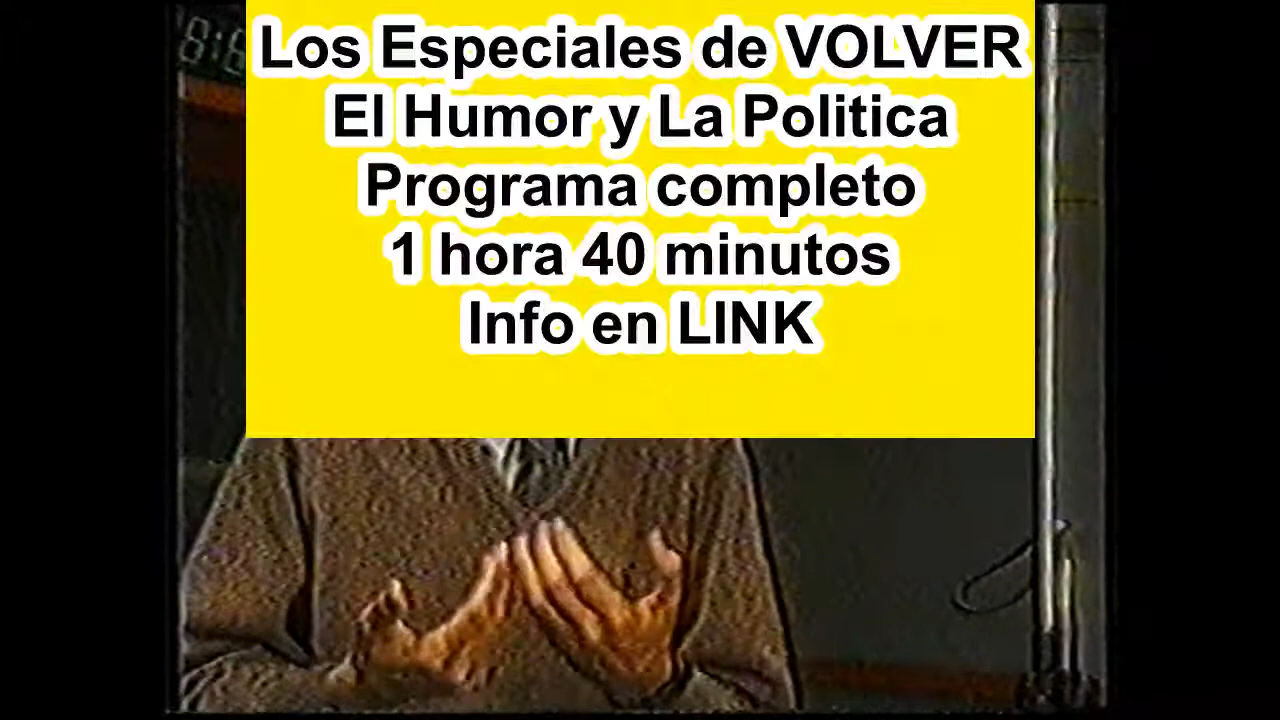 Los Especiales de VOLVER
El Humor y La Politica
Programa completo
1 hora 40 minutos
Info en LINK